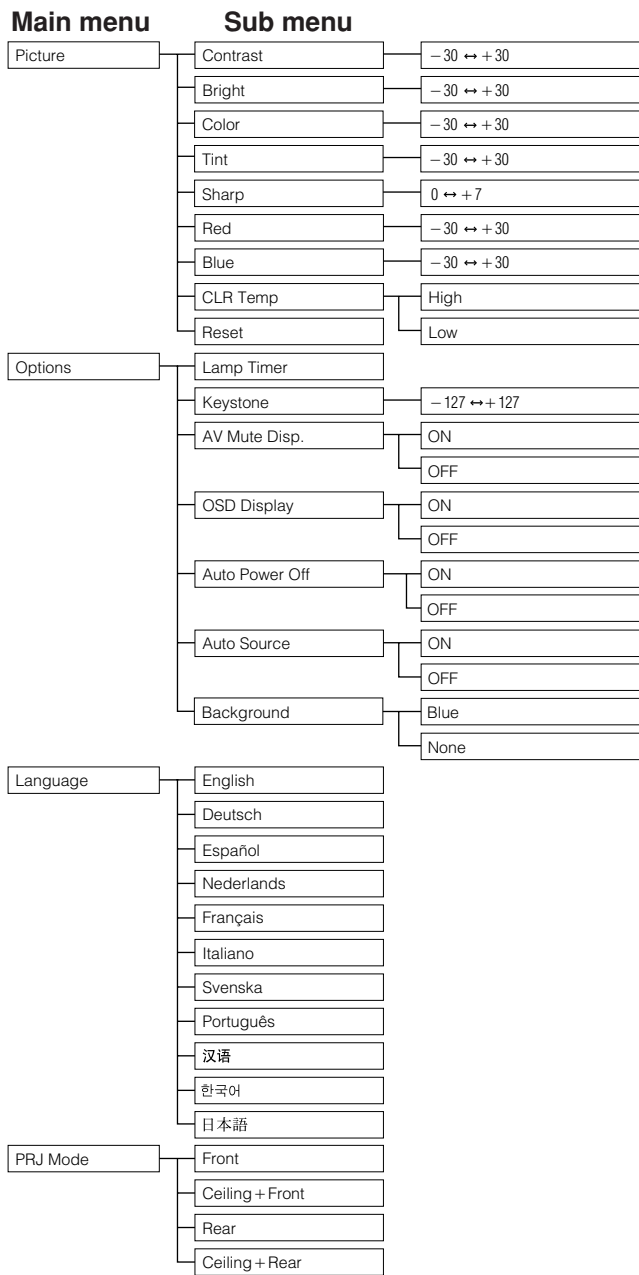 Main menu Sub menu
Picture Contrast −30 ↔ +30
Bright −30 ↔ +30
Color −30 ↔ +30
Tint −30 ↔ +30
Sharp 0 ↔ +7
Red −30 ↔ +30
Blue −30 ↔ +30
CLR Temp High
Reset Low
Options Lamp Timer
Keystone −127 ↔+127
AV Mute Disp. ON
OFF
OSD Display ON
OFF
Auto Power Off ON
OFF
Auto Source ON
OFF
Background Blue
None
Language English
Deutsch
Español
Nederlands
Français
Italiano
Svenska
Português
汉语
한국어
日本語
PRJ Mode Front
Ceiling+Front
Rear
Ceiling+Rear